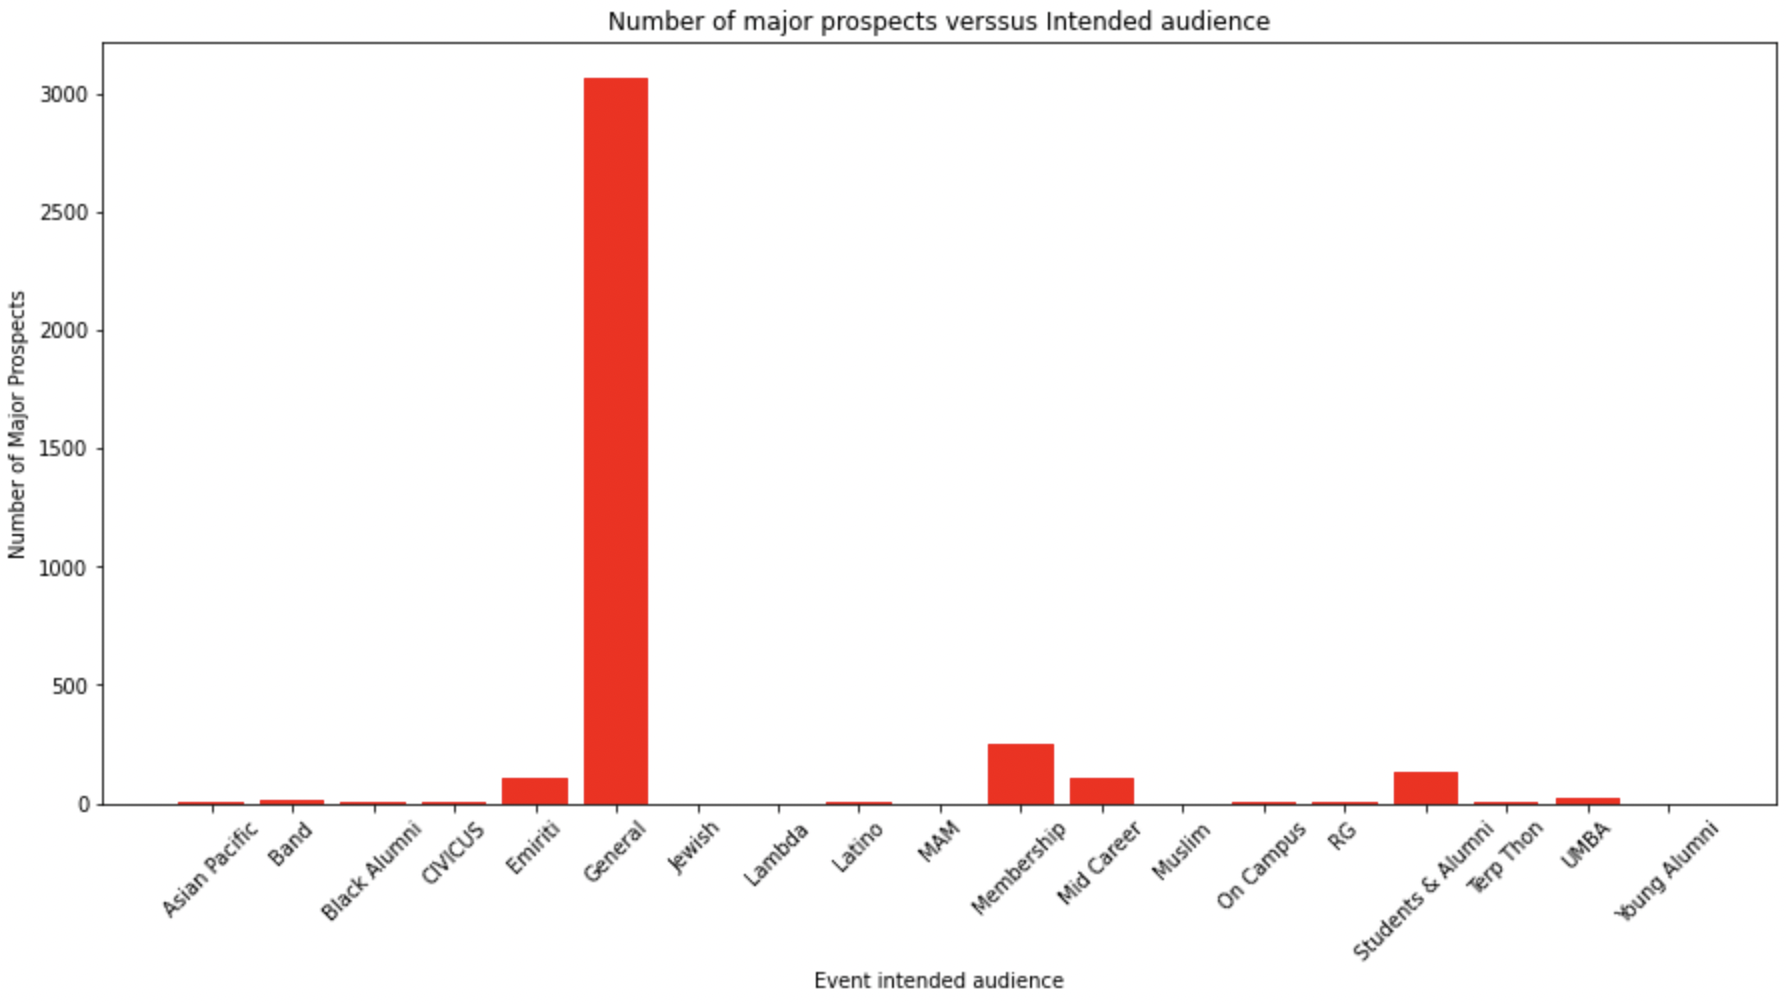 Number of major prospects verssus Intended audience
Number of Major Prospects
3000
2500
2000
1500
1000
500
0
Asian Pacific
Band
Black Alumni
CIVICUS
Emiriti
General
Jewish
Lambda
Latino
MAM
Membership
Mid Career
Muslim
On Campus
RG
Students & Alumni
Terp Thon
UMBA
Young Alumni
Event intended audience